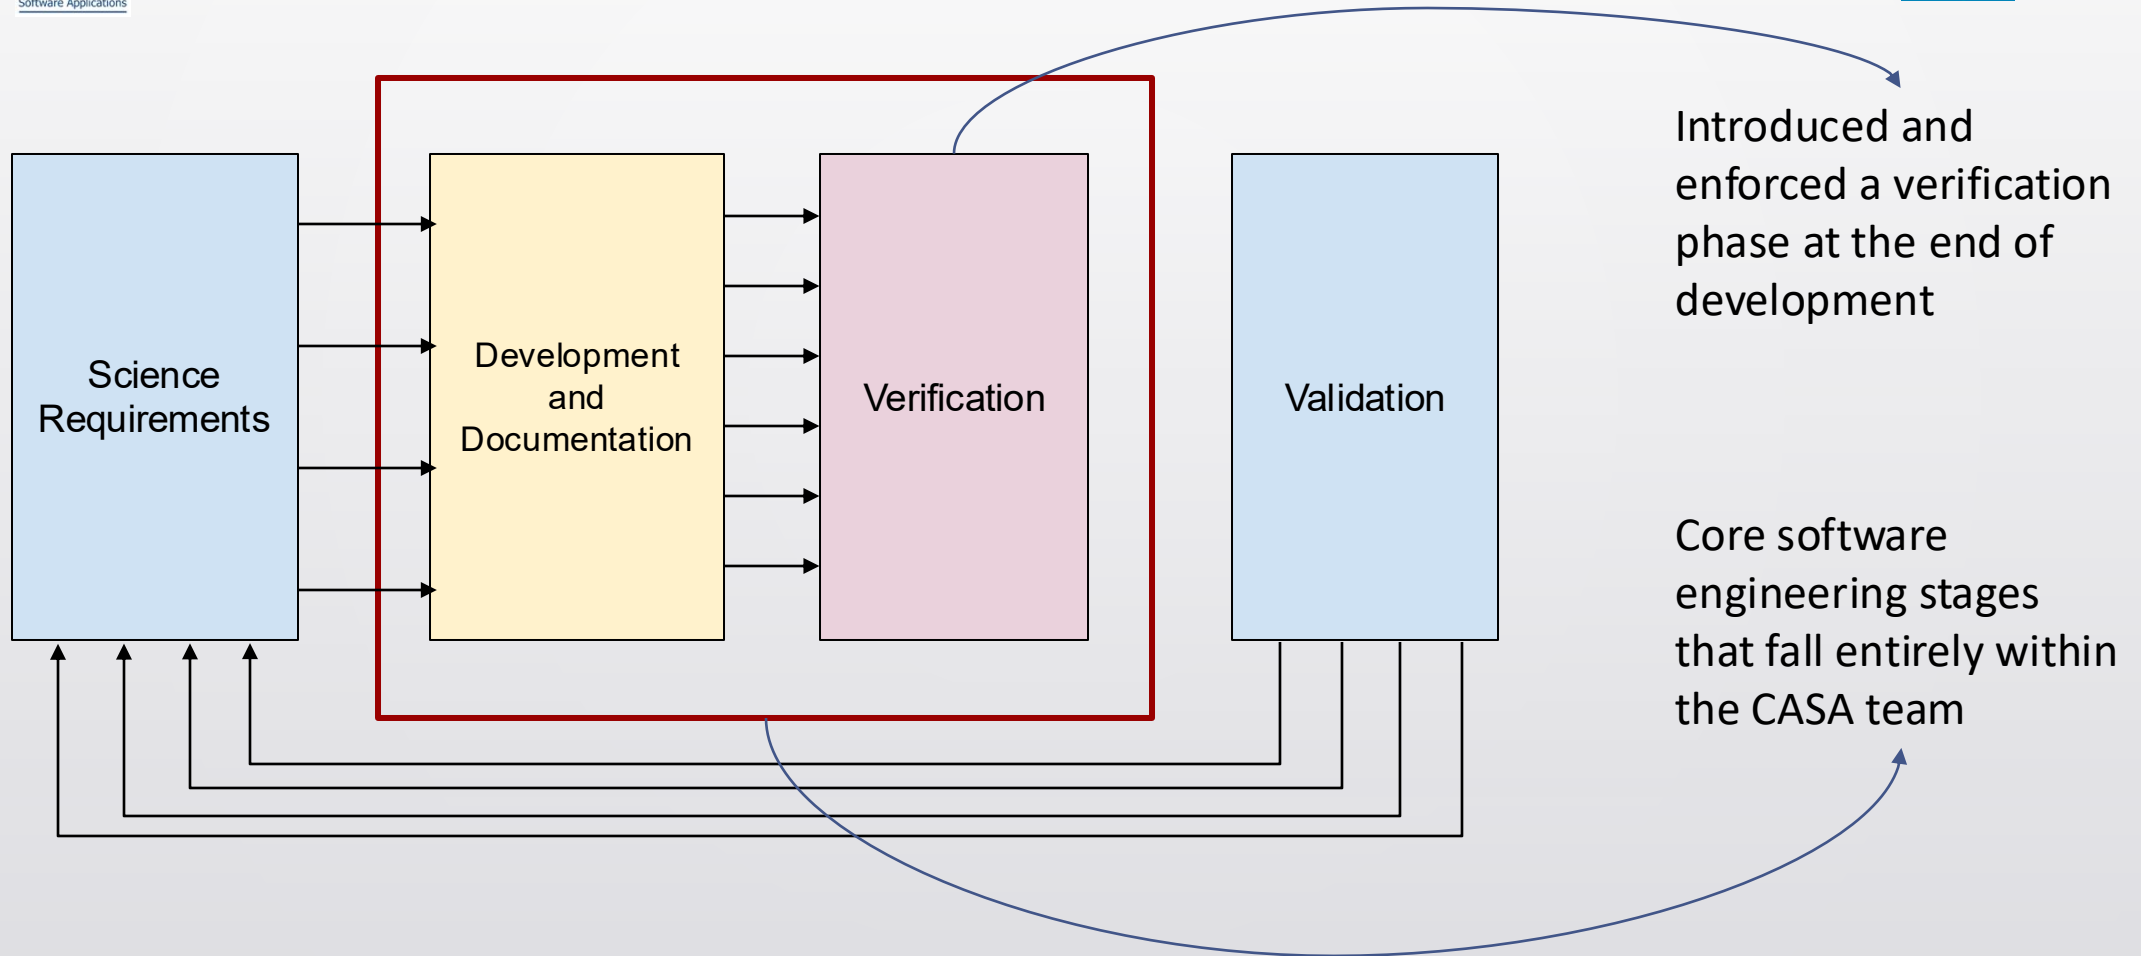 Software Applications
Science
Requirements
Development
and
Documentation
Verification
Validation
Introduced and
enforced a verification
phase at the end of
development
Core software
engineering stages
that fall entirely within
the CASA team